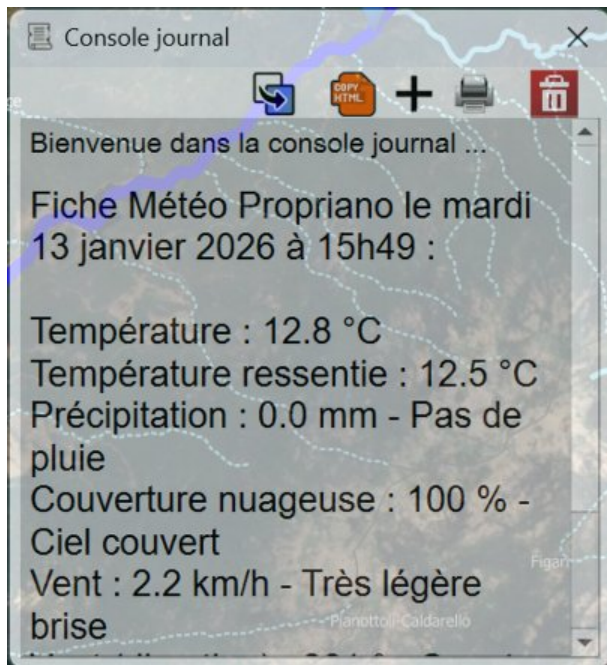 Console journal
COPY
HTML
Bienvenue dans la console journal ...
Fiche Météo Propriano le mardi
13 janvier 2026 à 15h49 :
Température : 12.8 °C
Température ressentie : 12.5 °C
Précipitation : 0.0 mm - Pas de
pluie
Couverture nuageuse : 100 % -
Ciel couvert
Figari
Vent : 2.2 km/h - Très légère
brise
Pianottoli-Caldarello